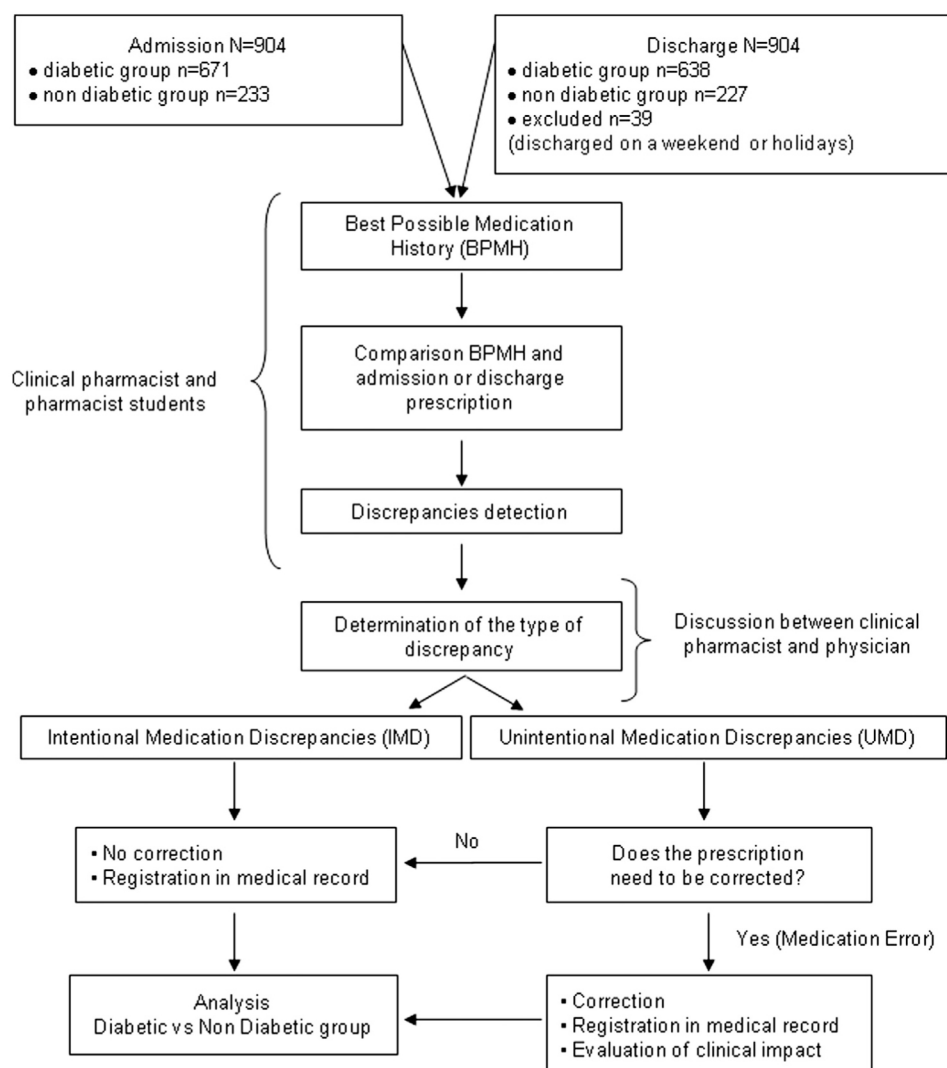 Admission N=904
● diabetic group n=671
● non diabetic group n=233
Discharge N=904
● diabetic group n=638
● non diabetic group n=227
● excluded n=39
(discharged on a weekend or holidays)
Best Possible Medication
History (BPMH)
Comparison BPMH and
admission or discharge
prescription
Clinical pharmacist and
pharmacist students
Discrepancies detection
Determination of the type of
discrepancy
Discussion between clinical
pharmacist and physician
Intentional Medication Discrepancies (IMD)
Unintentional Medication Discrepancies (UMD)
▪ No correction
▪ Registration in medical record
No
Does the prescription
need to be corrected?
Yes (Medication Error)
Analysis
Diabetic vs Non Diabetic group
▪ Correction
▪ Registration in medical record
▪ Evaluation of clinical impact